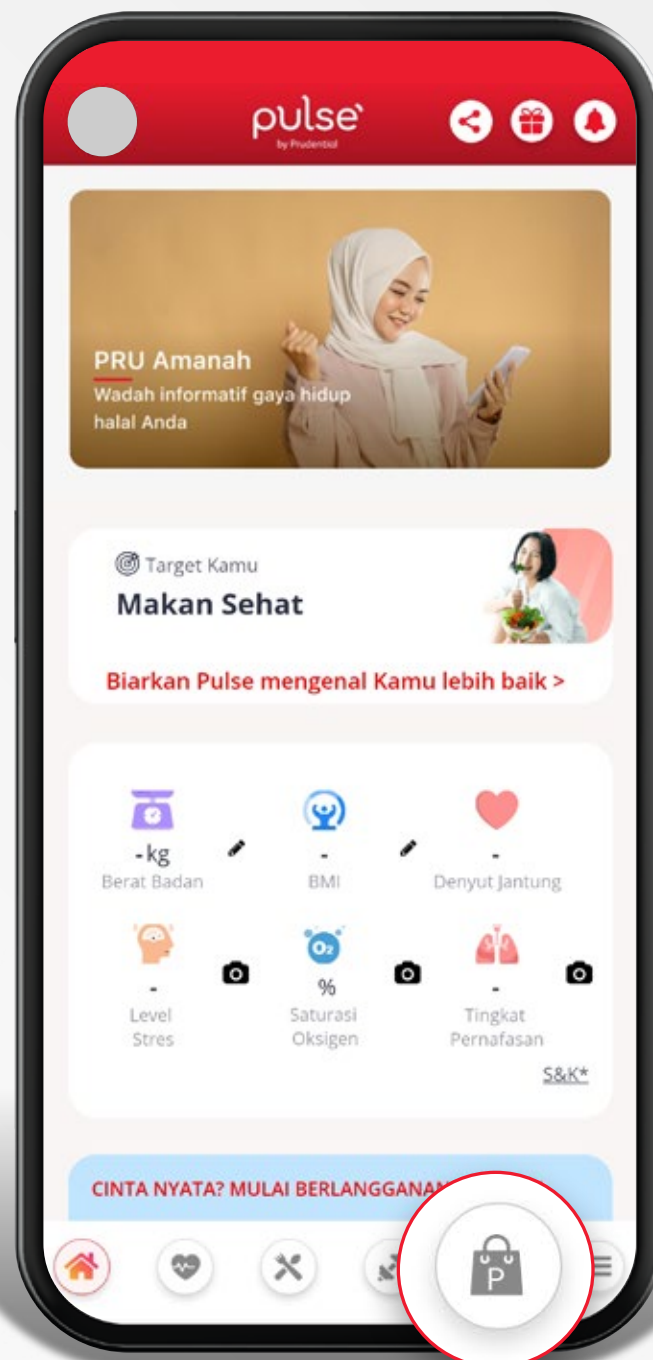 pulse
by Prudential
PRU Amanah
Wadah informatif gaya hidup
halal Anda
Target Kamu
Makan Sehat
Biarkan Pulse mengenal Kamu lebih baik >
-kg
Berat Badan
-
BMI
-
Denyut Jantung
-
Level
Stres
O2
%
Saturasi
Oksigen
-
Tingkat
Pernafasan
S&K*
CINTA NYATA? MULAI BERLANGGANAN
P